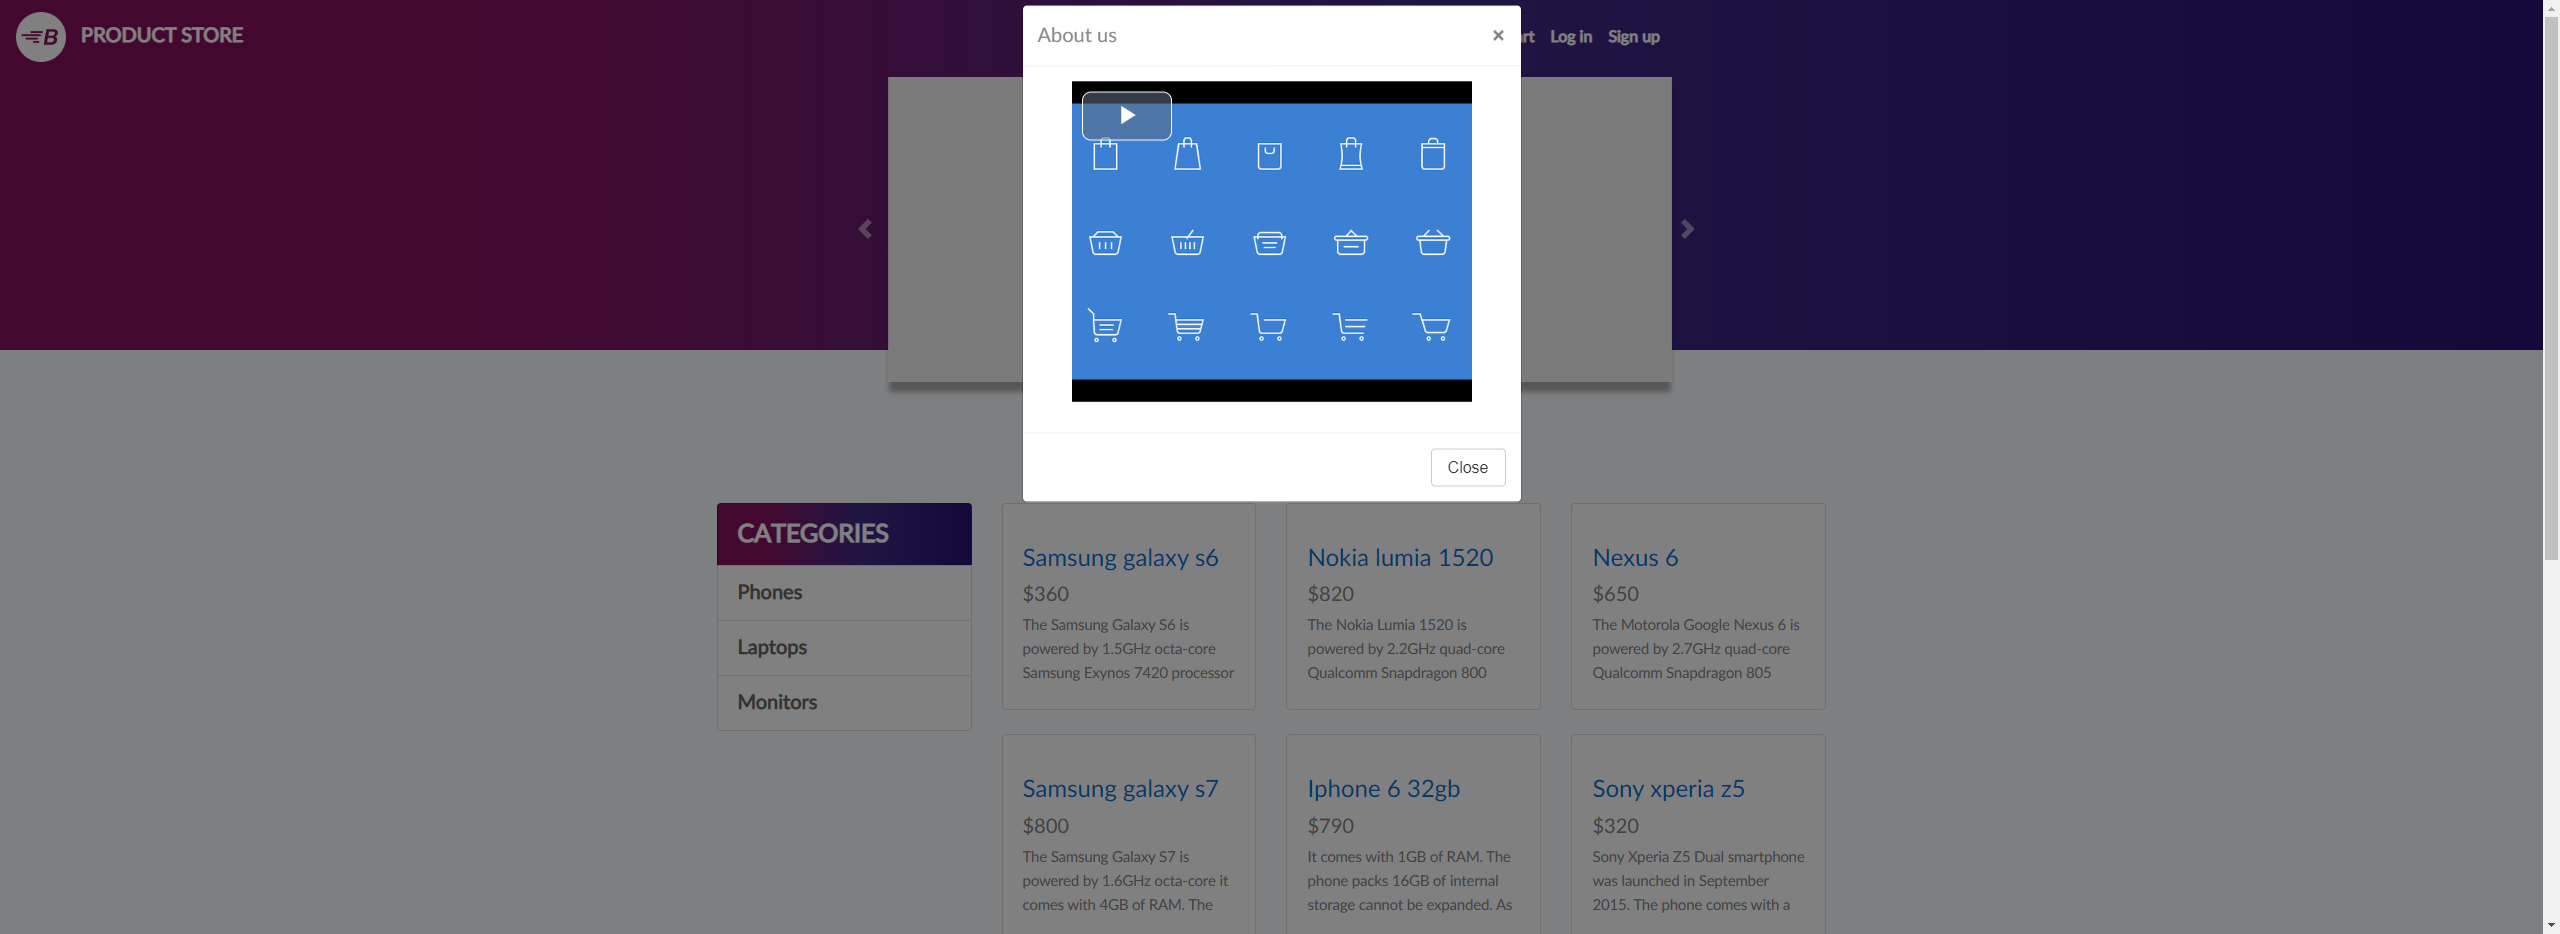 B PRODUCT STORE
About us
×
rt Log in Sign up
Close
CATEGORIES
Phones
Laptops
Monitors
Samsung galaxy s6
$360
The Samsung Galaxy S6 is
powered by 1.5GHz octa-core
Samsung Exynos 7420 processor
Nokia lumia 1520
$820
The Nokia Lumia 1520 is
powered by 2.2GHz quad-core
Qualcomm Snapdragon 800
Nexus 6
$650
The Motorola Google Nexus 6 is
powered by 2.7GHz quad-core
Qualcomm Snapdragon 805
Samsung galaxy s7
$800
The Samsung Galaxy S7 is
powered by 1.6GHz octa-core it
comes with 4GB of RAM. The
Iphone 6 32gb
$790
It comes with 1GB of RAM. The
phone packs 16GB of internal
storage cannot be expanded. As
Sony xperia z5
$320
Sony Xperia Z5 Dual smartphone
was launched in September
2015. The phone comes with a